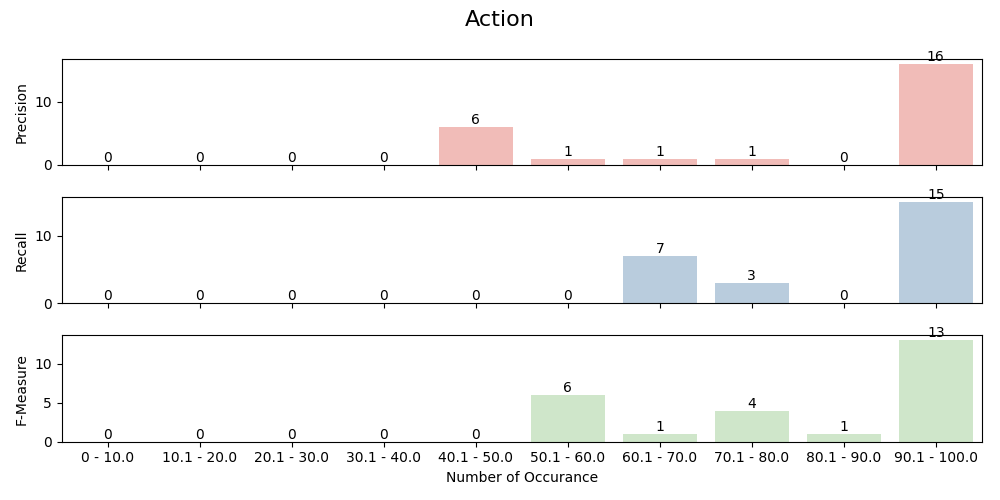 Action
Precision
10
0
0 0 0 0 6 1 1 1 0 16
Recall
10
0
0 0 0 0 0 0 7 3 0 15
F-Measure
10
5
0
0 0 0 0 0 6 1 4 1 13
0 - 10.0 10.1 - 20.0 20.1 - 30.0 30.1 - 40.0 40.1 - 50.0 50.1 - 60.0 60.1 - 70.0 70.1 - 80.0 80.1 - 90.0 90.1 - 100.0
Number of Occurance